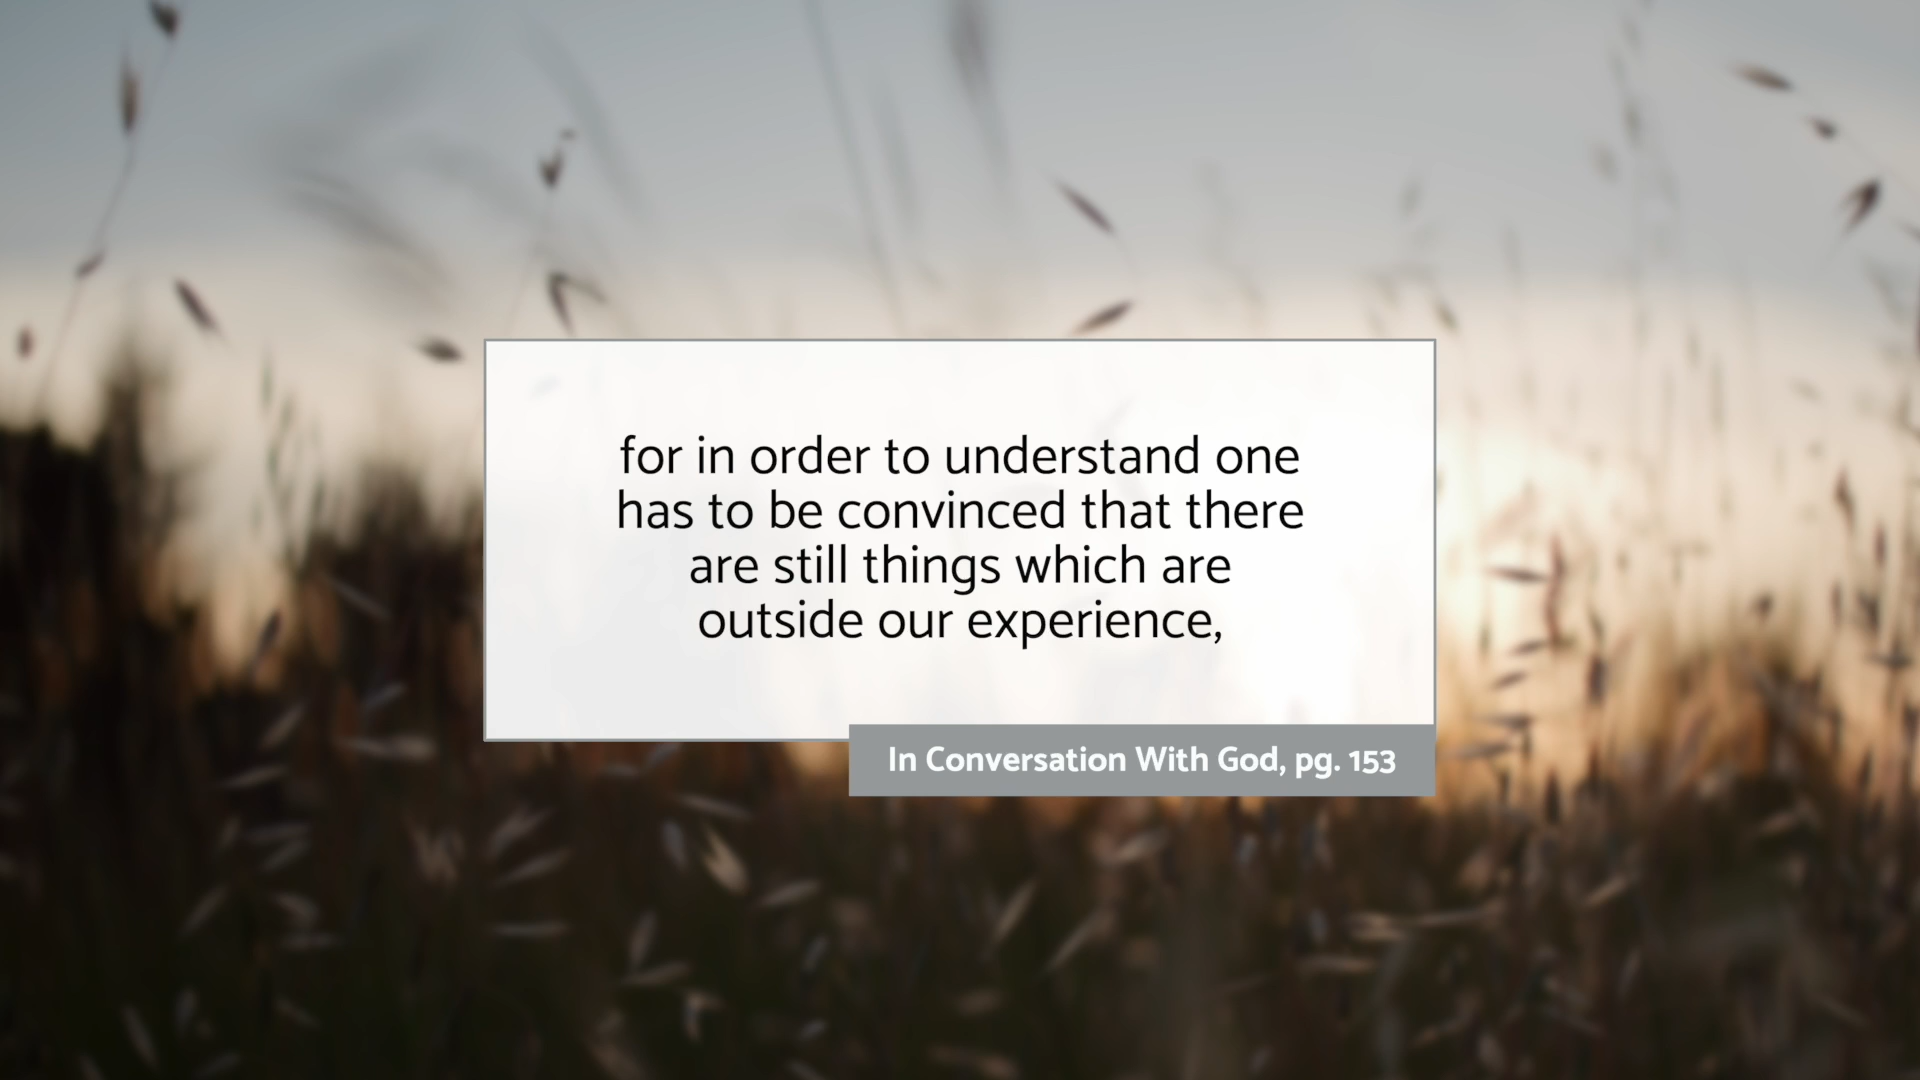 for in order to understand one
has to be convinced that there
are still things which are
outside our experience,
In Conversation With God, pg. 153